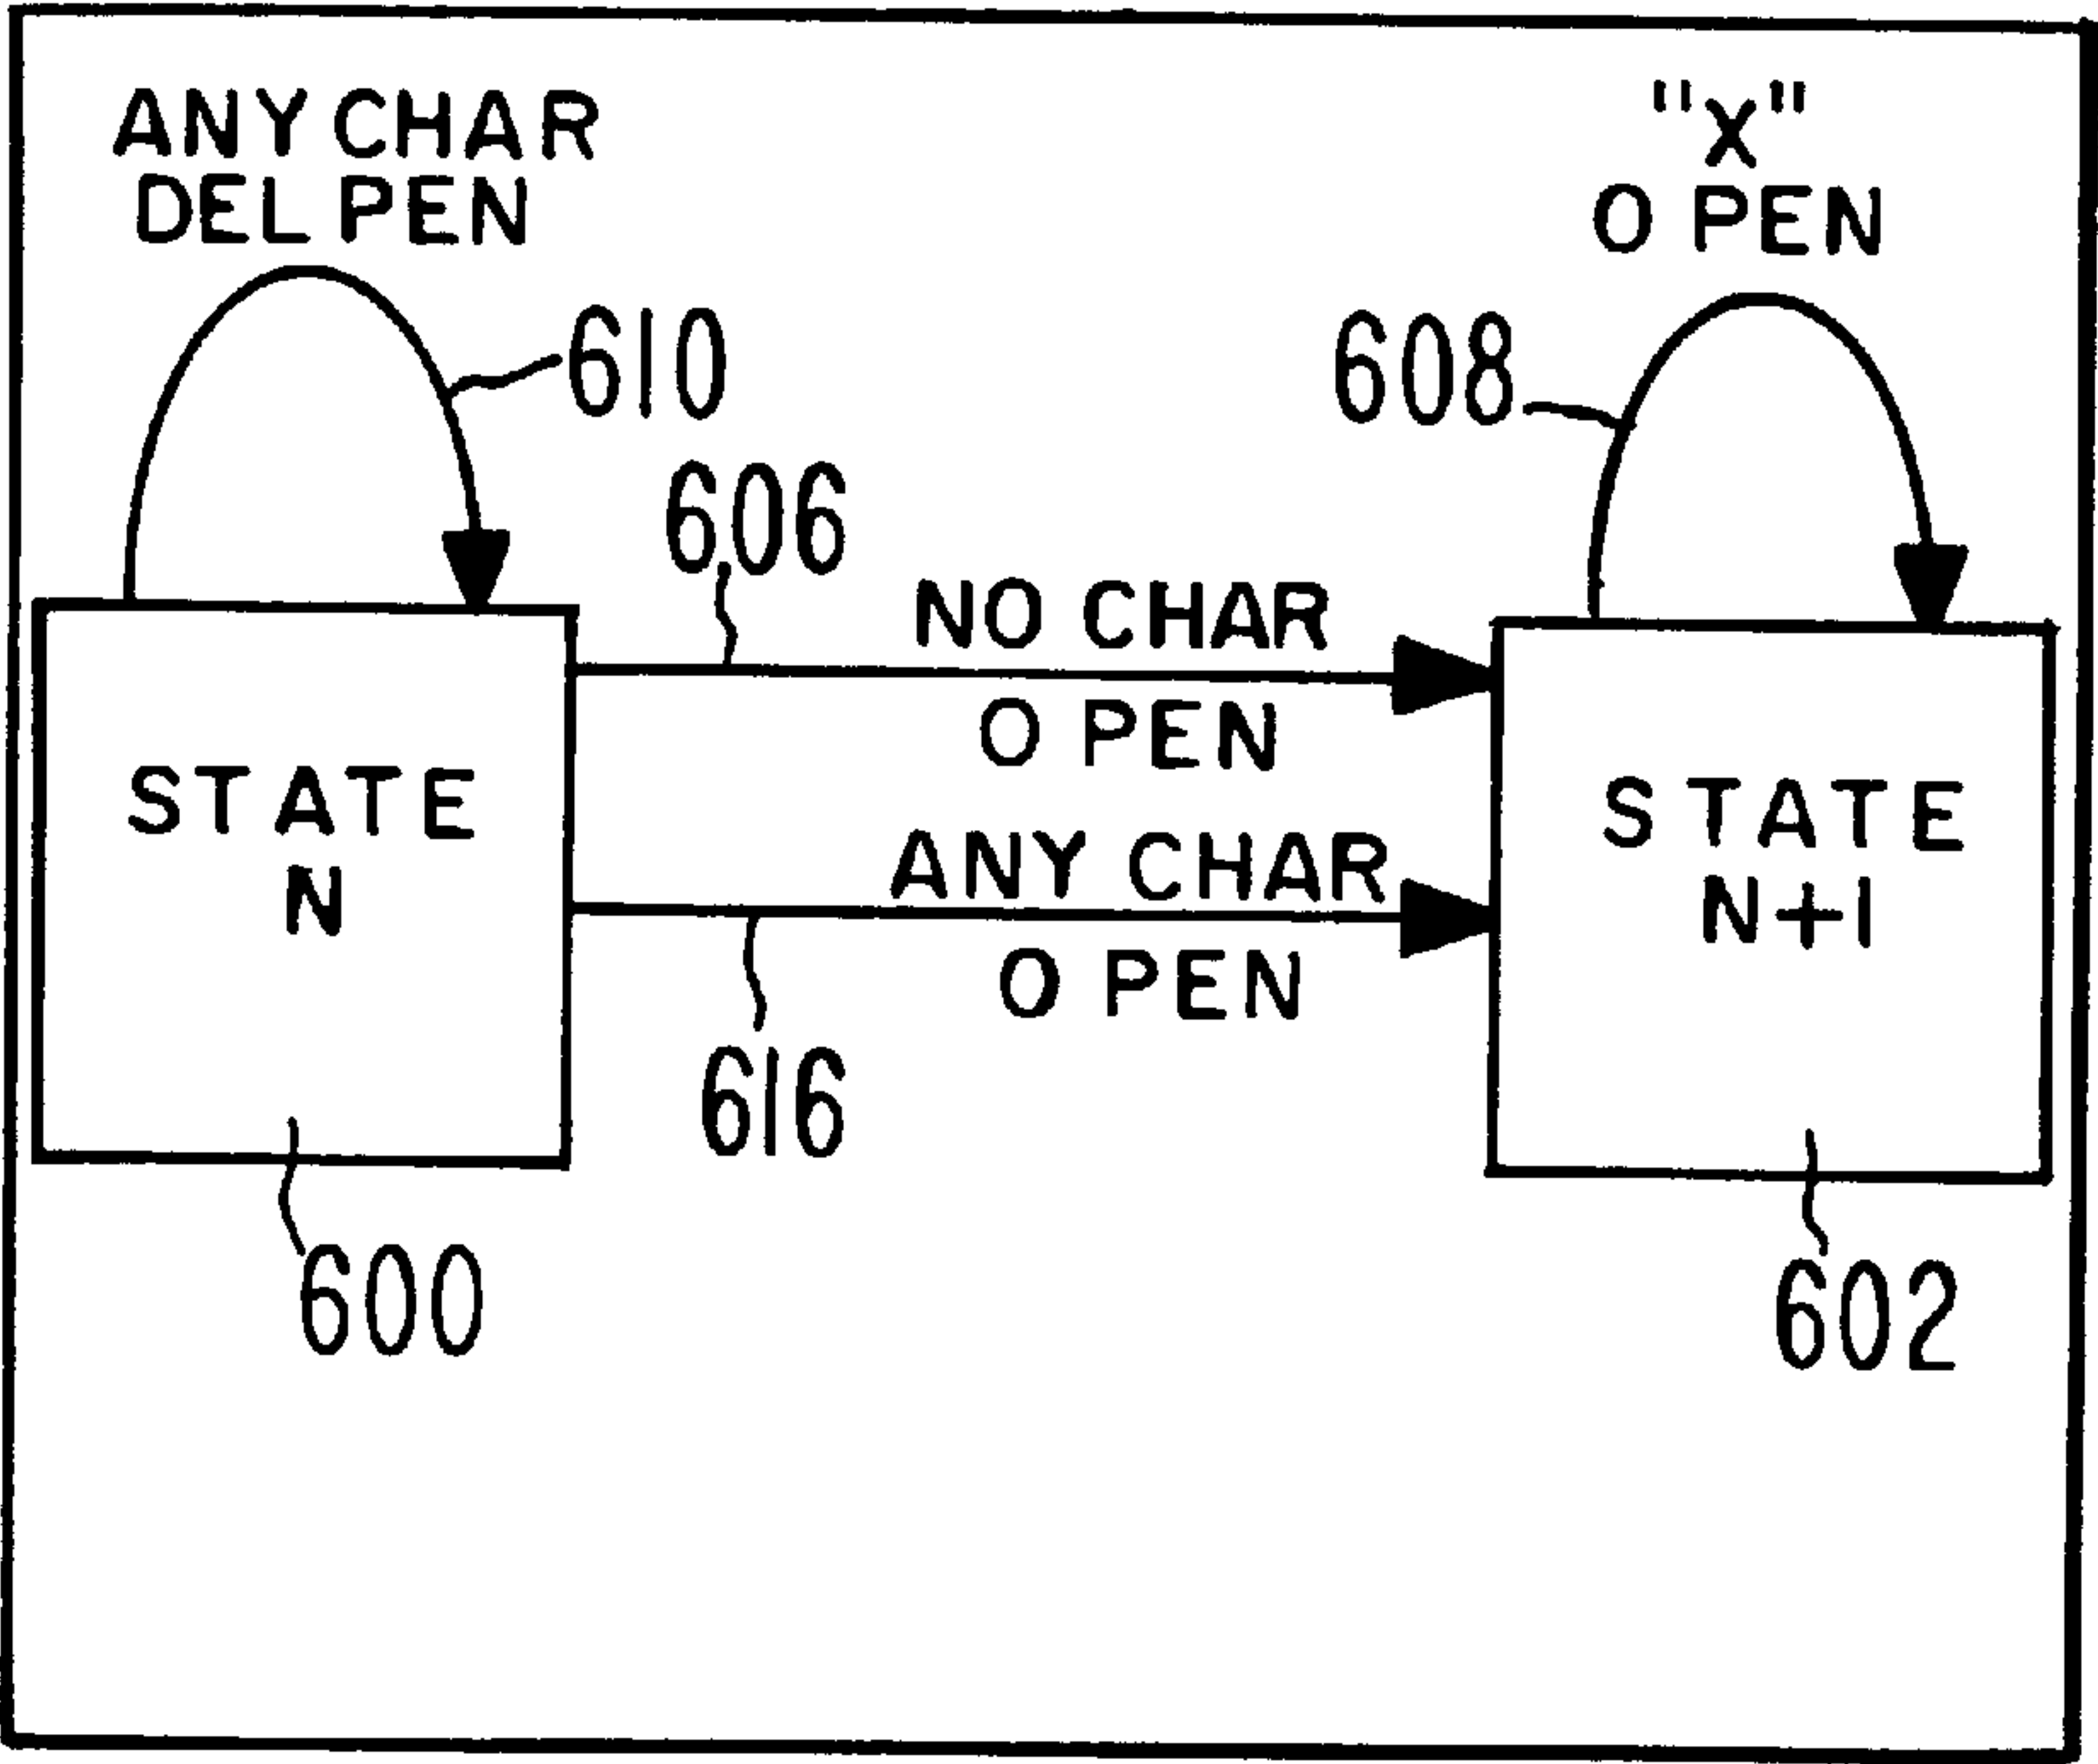 ANY CHAR
DEL PEN
"X"
O PEN
610
608
606
NO CHAR
O PEN
STATE
N
ANY CHAR
O PEN
STATE
N+1
616
600
602